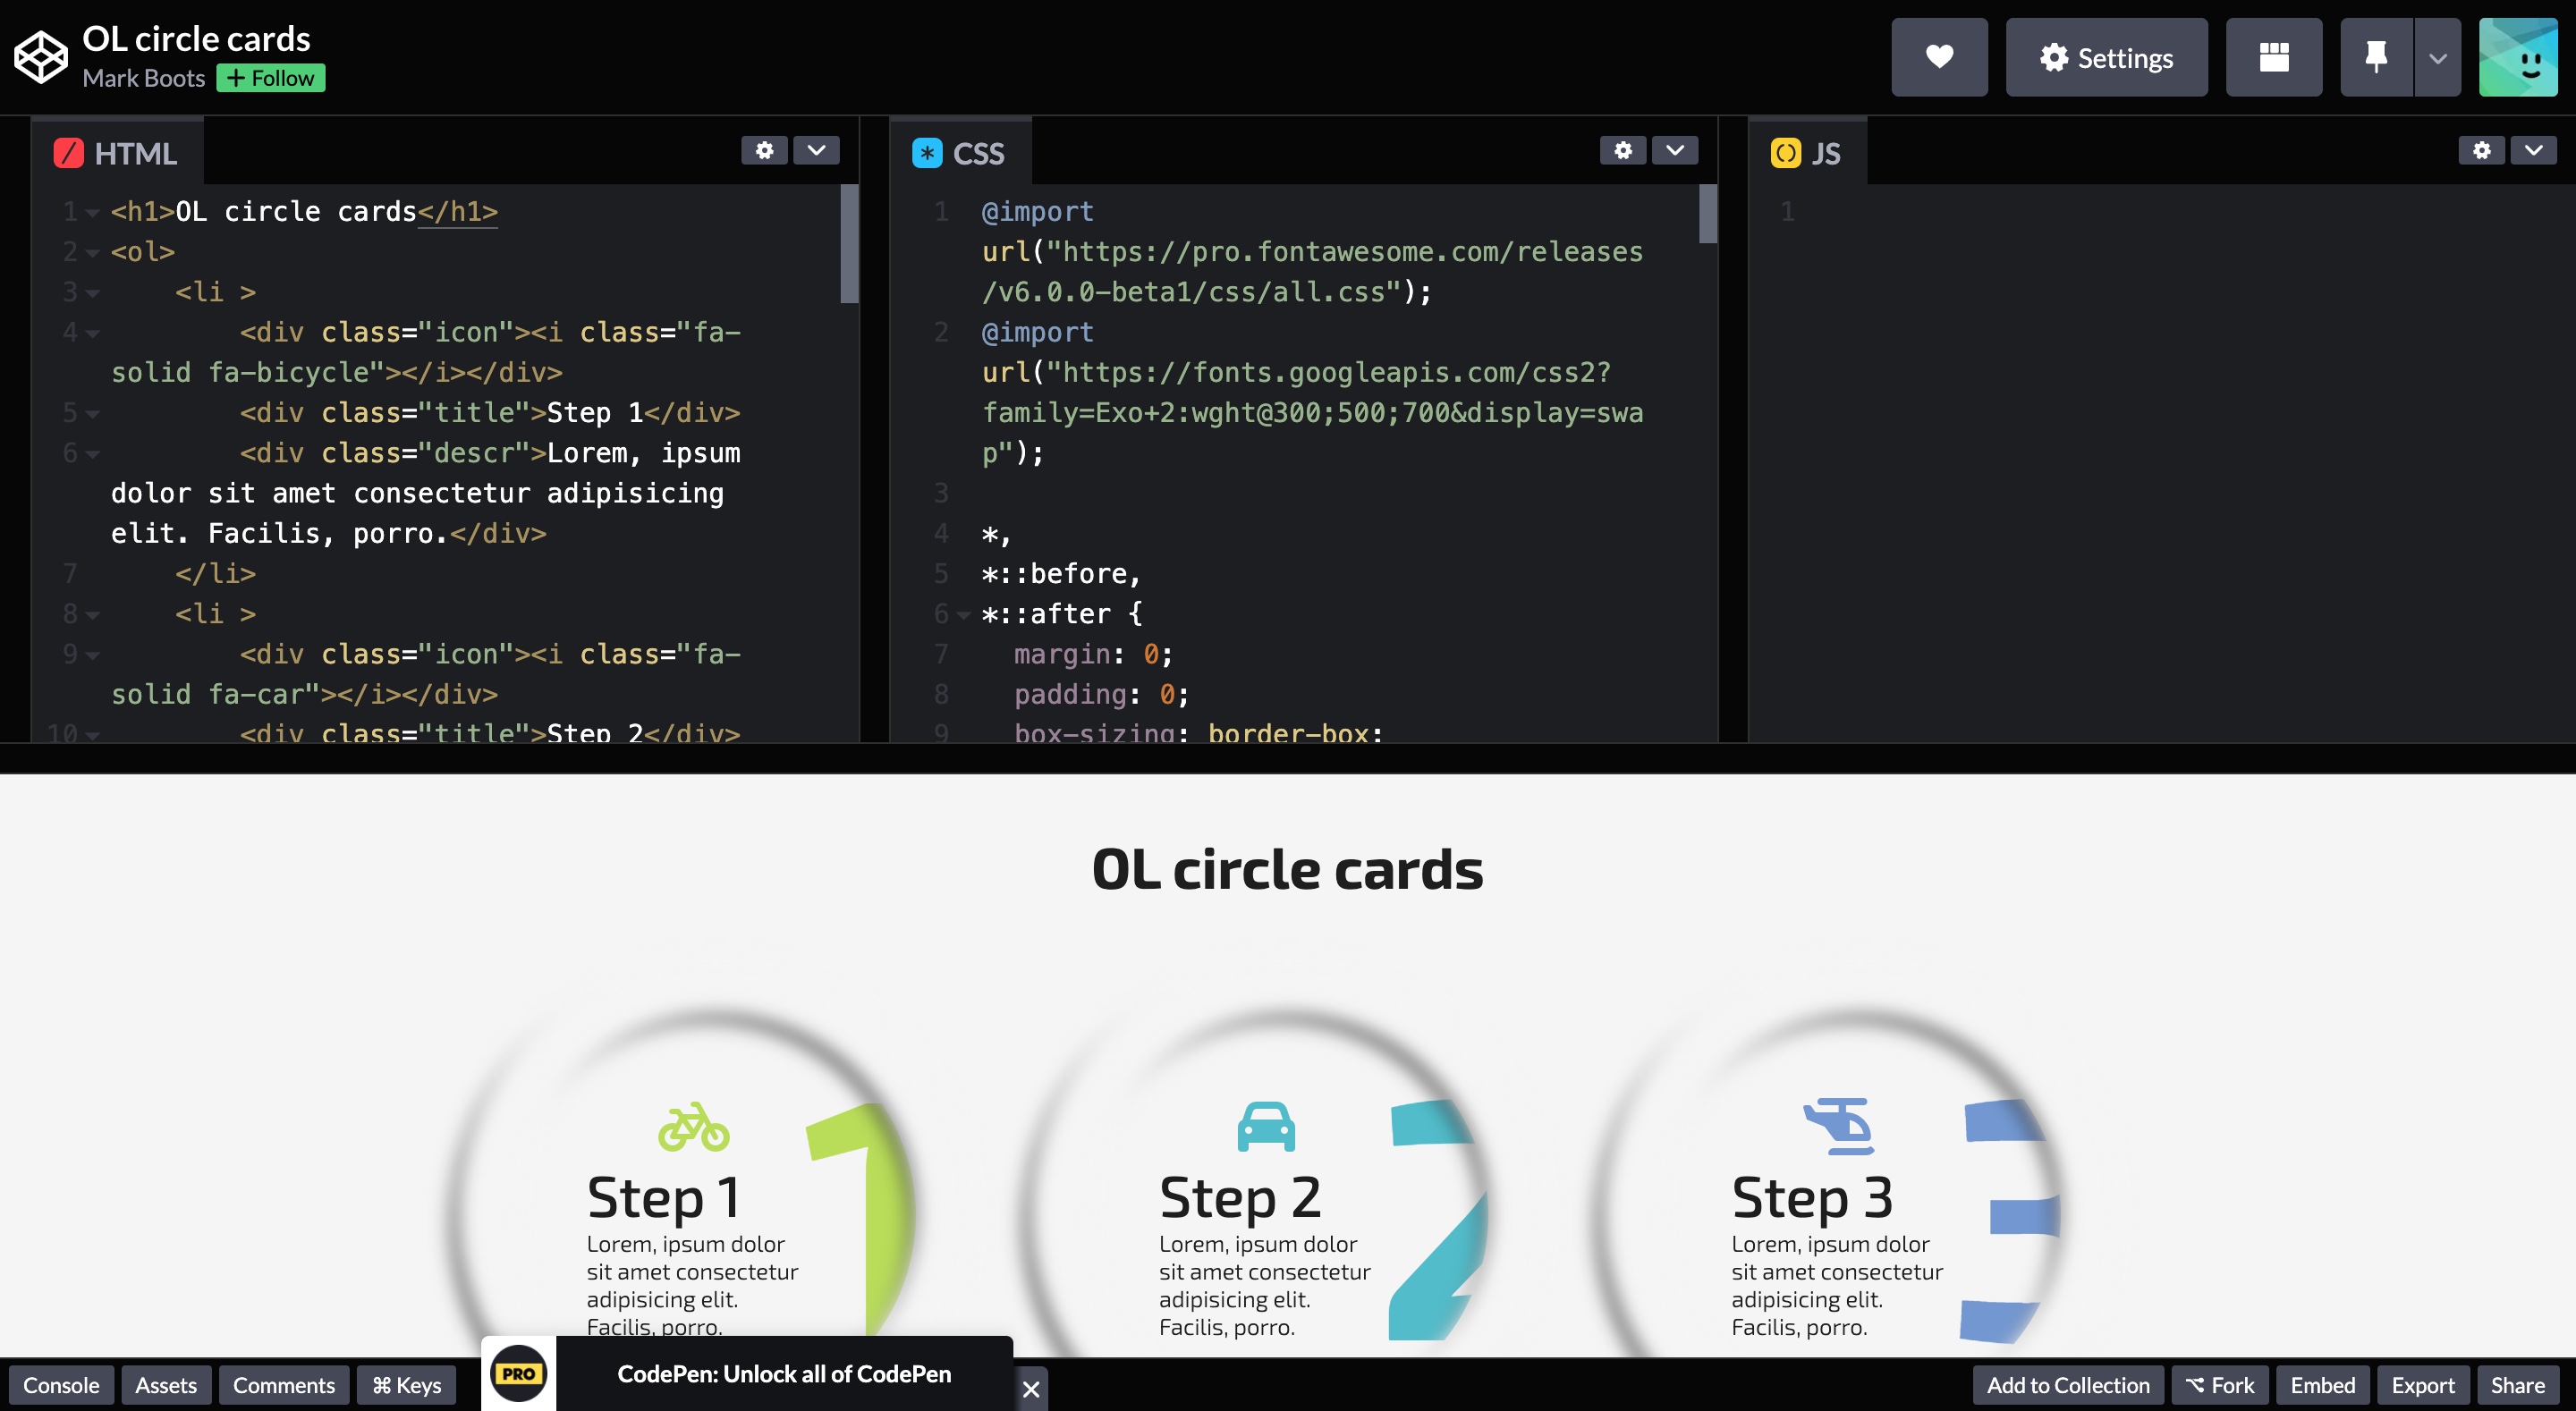 OL circle cards
Mark Boots + Follow
Settings
HTML
1 <h1>OL circle cards</h1>
2 <ol>
3 <li >
4 <div class="icon"><i class="fa-
solid fa-bicycle"></i></div>
5 <div class="title">Step 1</div>
6 <div class="descr">Lorem, ipsum
dolor sit amet consectetur adipisicing
elit. Facilis, porro.</div>
7 </li>
8 <li >
9 <div class="icon"><i class="fa-
solid fa-car"></i></div>
10 <div class="title">Step 2</div>
CSS
1 @import
url("https://pro.fontawesome.com/releases
/v6.0.0-beta1/css/all.css");
2 @import
url("https://fonts.googleapis.com/css2?
family=Exo+2:wght@300;500;700&display=swa
p");
3
4 *,
5 *::before,
6 *::after {
7 margin: 0;
8 padding: 0;
9 box-sizing: border-box;
JS
1
OL circle cards
1
Step 1
Lorem, ipsum dolor
sit amet consectetur
adipisicing elit.
Facilis, porro.
2
Step 2
Lorem, ipsum dolor
sit amet consectetur
adipisicing elit.
Facilis, porro.
3
Step 3
Lorem, ipsum dolor
sit amet consectetur
adipisicing elit.
Facilis, porro.
Console Assets Comments ⌘ Keys
PRO CodePen: Unlock all of CodePen
Add to Collection Fork Embed Export Share